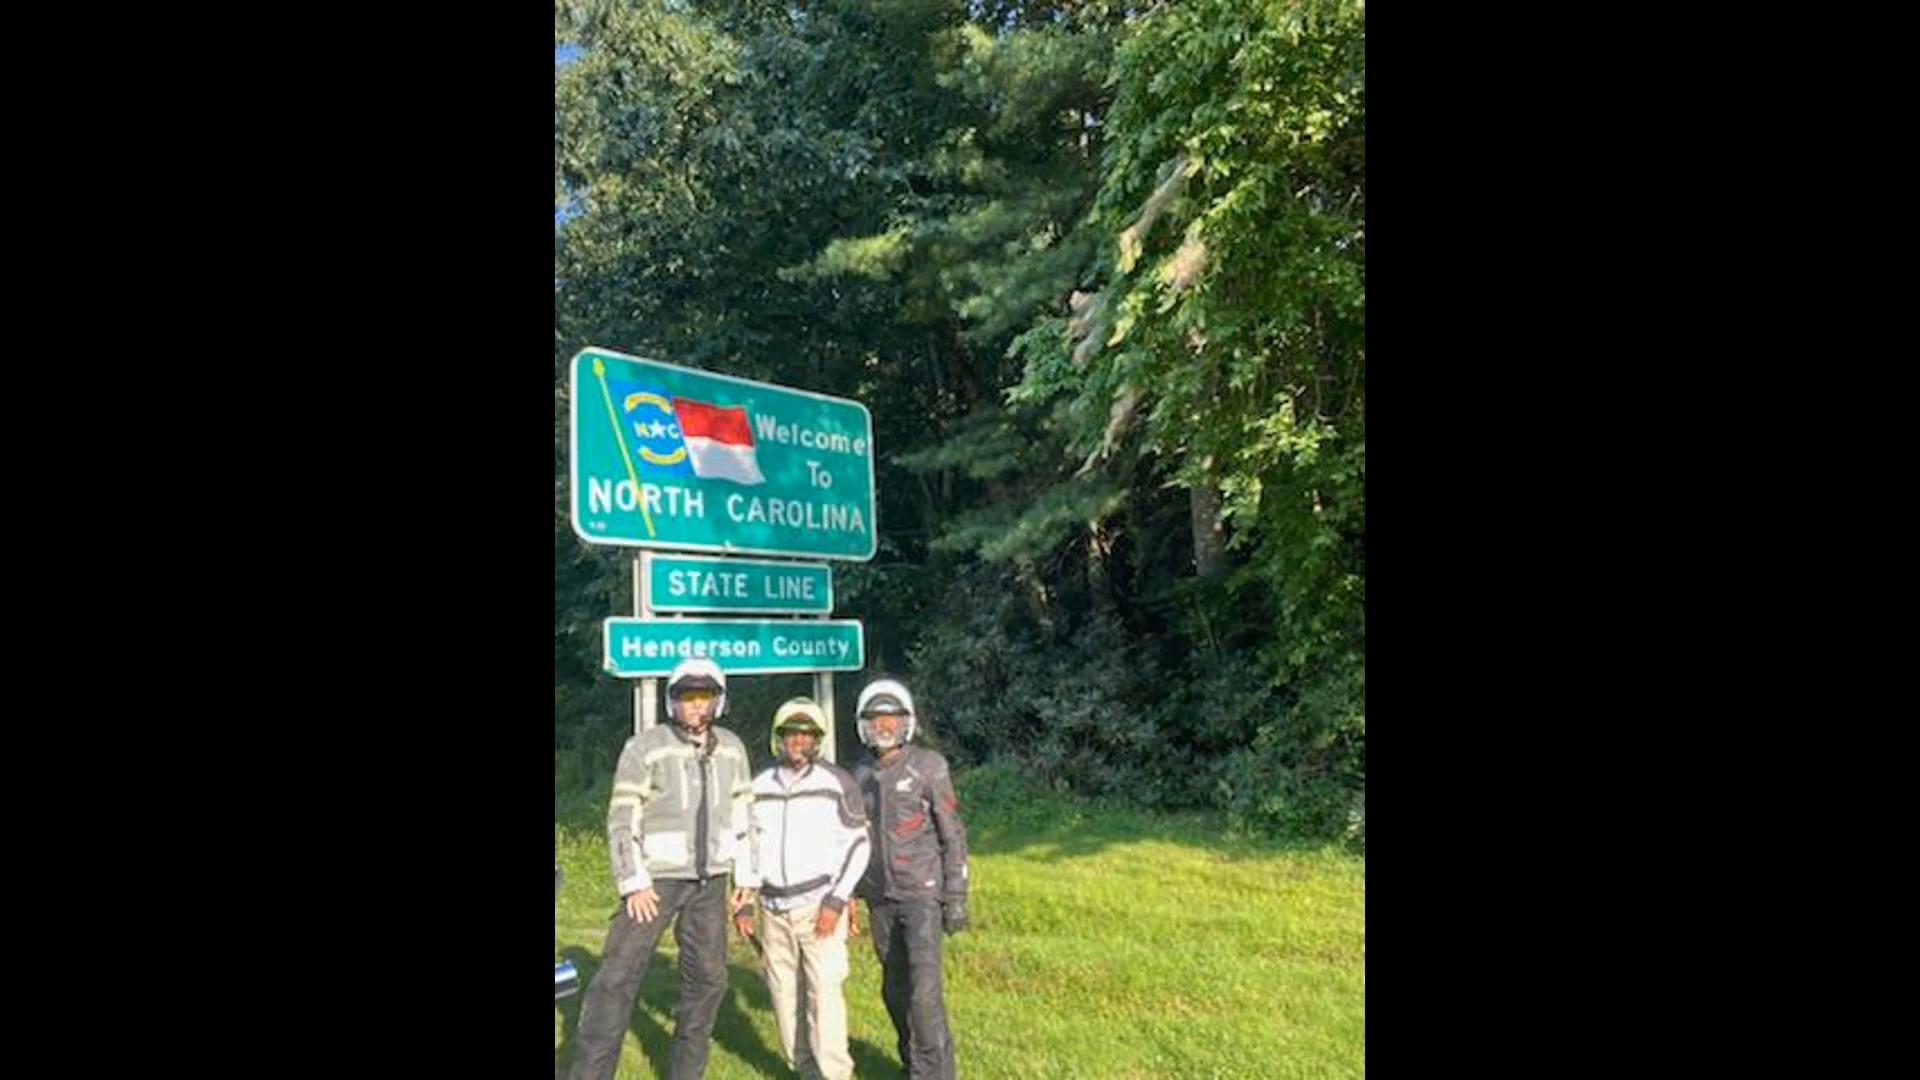 N★C
Welcome
To
NORTH CAROLINA
STATE LINE
Henderson County